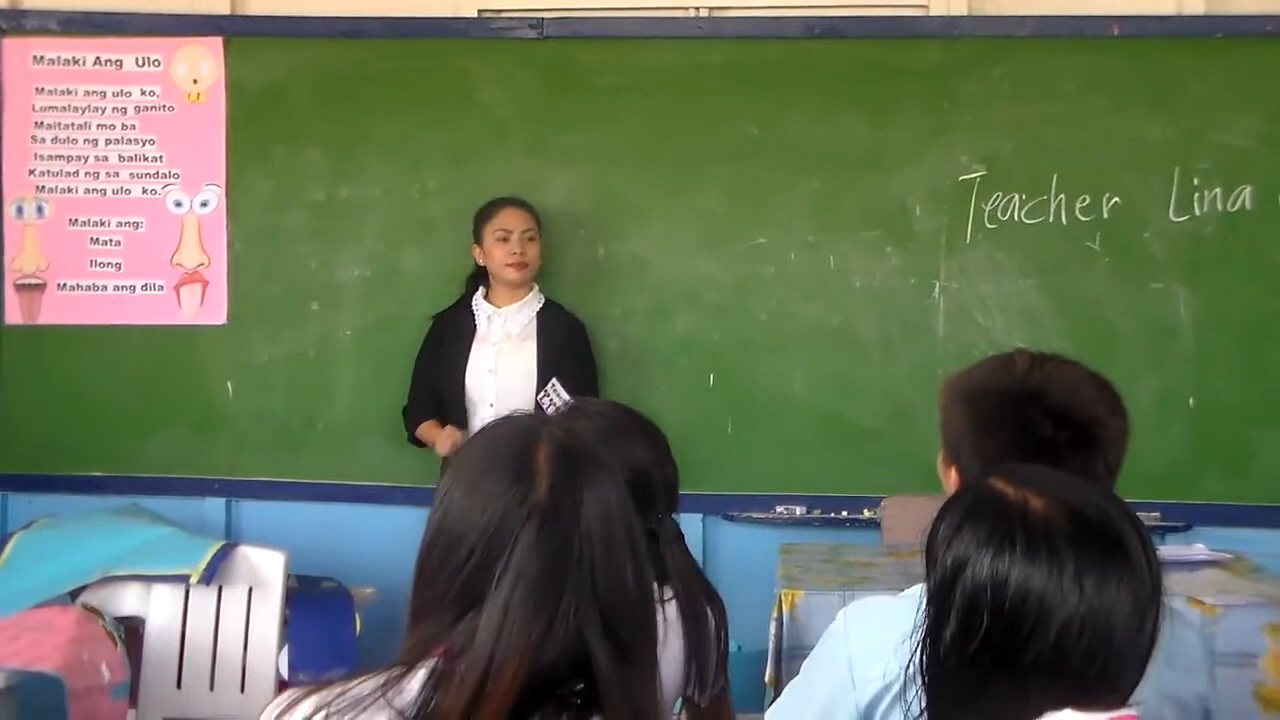 Malaki Ang Ulo
Malaki ang ulo ko,
Lumalaylay ng ganito
Maitatali mo ba
Sa dulo ng palasyo
Isampay sa balikat
Katulad ng sa sundalo
Malaki ang ulo ko.
Malaki ang:
Mata
Ilong
Mahaba ang dila
Teacher Lina